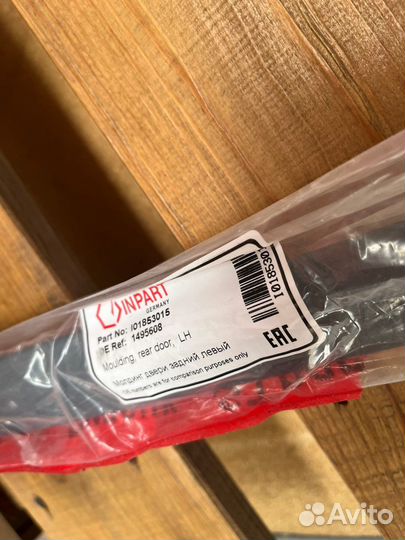 INPART
GERMANY
Part No: I01853015
OE Ref: 1495608
Moulding, rear door, LH
Молдинг двери задний левый
OE numbers are for comparison purposes only
I0185301
EAC
Avito